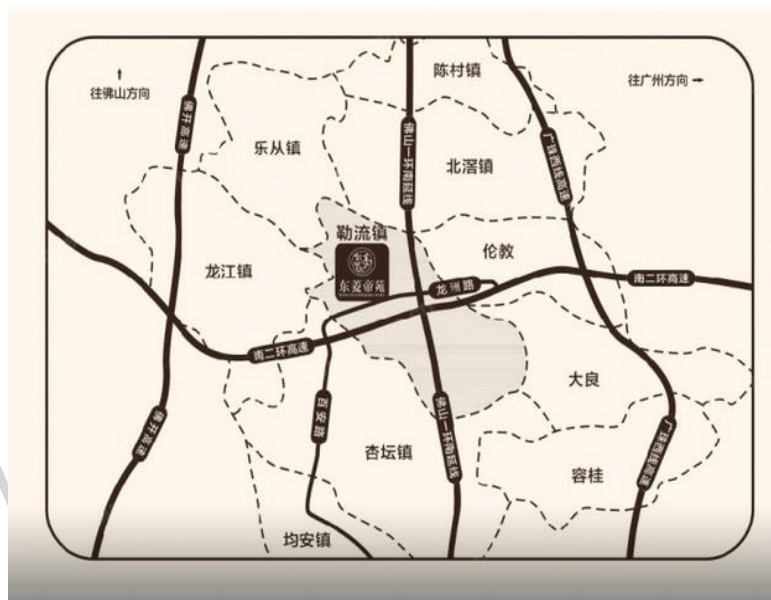 陈村镇
往佛山方向
往广州方向
佛开高速
佛山一环南延线
广珠西线高速
乐从镇
北滘镇
勒流镇
伦教
龙江镇
东菱帝苑
龙洲路
南二环高速
南二环高速
大良
百安路
佛开高速
佛山一环南延线
广珠西线高速
杏坛镇
容桂
均安镇